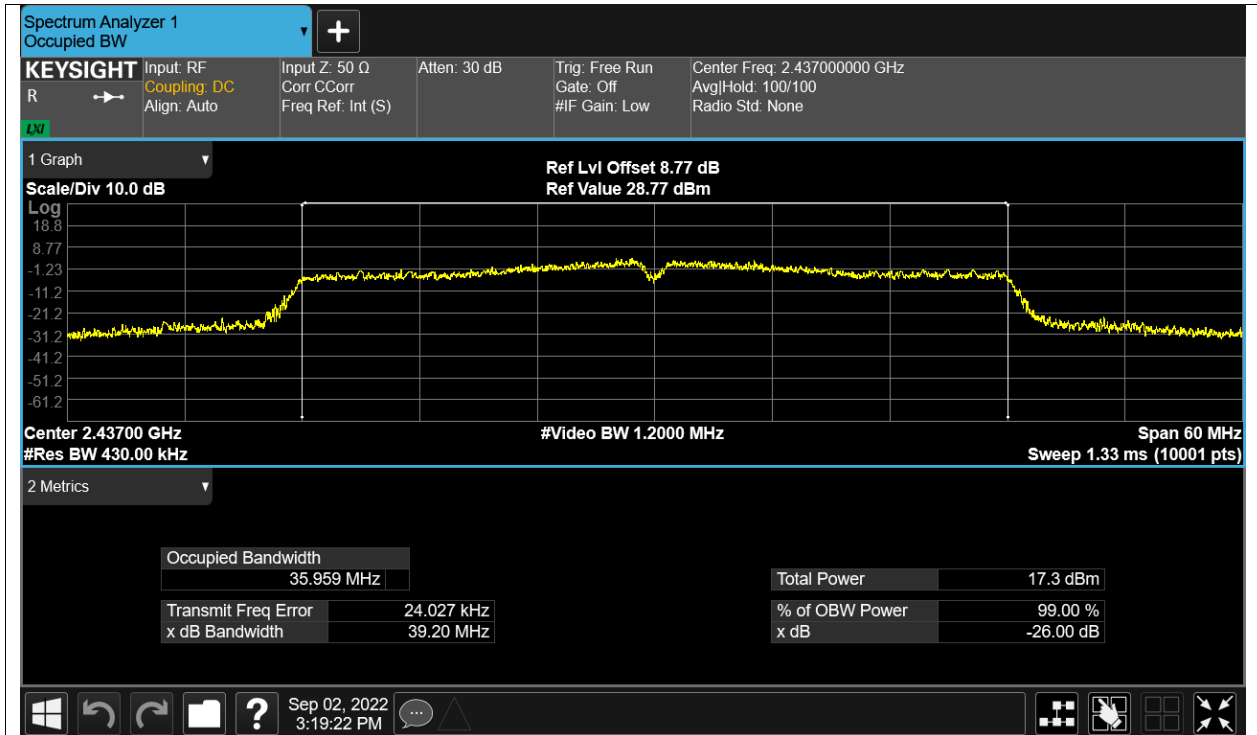 Spectrum Analyzer 1
Occupied BW
KEYSIGHT
R
LXI
Input: RF
Coupling: DC
Align: Auto
Input Z: 50 Ω
Corr CCorr
Freq Ref: Int (S)
Atten: 30 dB
Trig: Free Run
Gate: Off
#IF Gain: Low
Center Freq: 2.437000000 GHz
Avg|Hold: 100/100
Radio Std: None
1 Graph
Scale/Div 10.0 dB
Ref Lvl Offset 8.77 dB
Ref Value 28.77 dBm
Log
18.8
8.77
-1.23
-11.2
-21.2
-31.2
-41.2
-51.2
-61.2
Center 2.43700 GHz
#Video BW 1.2000 MHz
Span 60 MHz
#Res BW 430.00 kHz
Sweep 1.33 ms (10001 pts)
2 Metrics
Occupied Bandwidth
35.959 MHz
Total Power 17.3 dBm
Transmit Freq Error 24.027 kHz
% of OBW Power 99.00 %
x dB Bandwidth 39.20 MHz
x dB -26.00 dB
?
Sep 02, 2022
3:19:22 PM